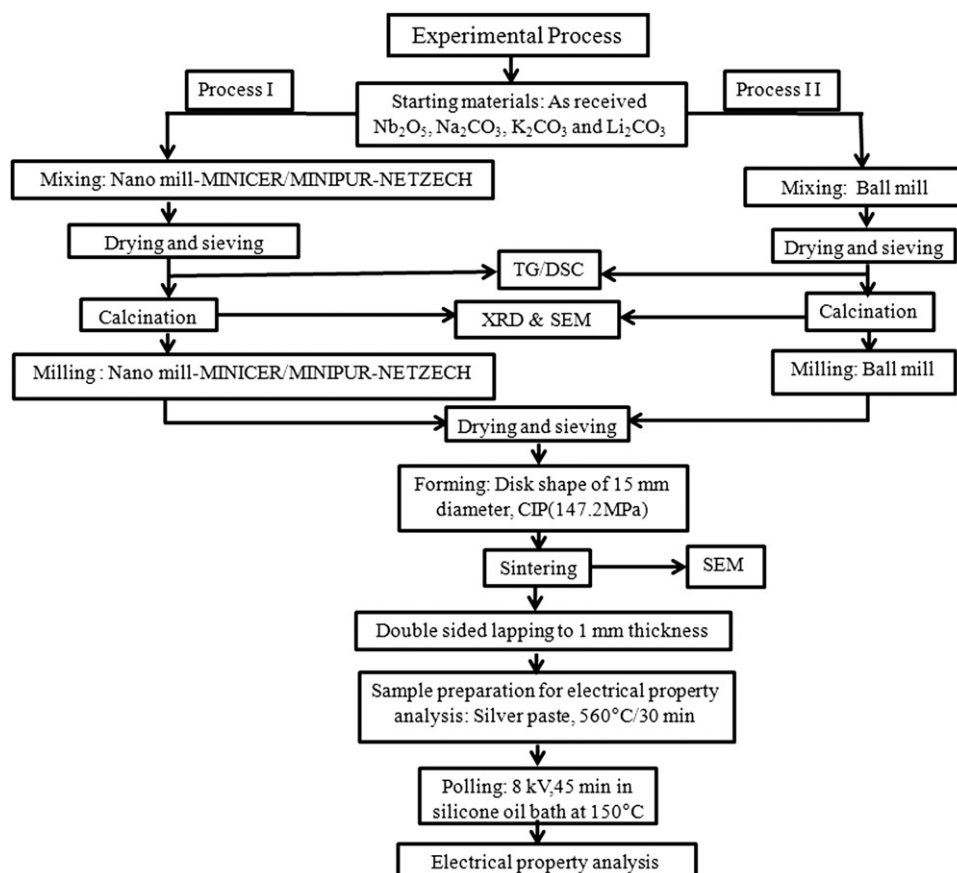 Experimental Process
Process I
Process II
Starting materials: As received
Nb₂O₅, Na₂CO₃, K₂CO₃ and Li₂CO₃
Mixing: Nano mill-MINICER/MINIPUR-NETZECH
Mixing: Ball mill
Drying and sieving
Drying and sieving
TG/DSC
Calcination
XRD & SEM
Calcination
Milling : Nano mill-MINICER/MINIPUR-NETZECH
Milling: Ball mill
Drying and sieving
Forming: Disk shape of 15 mm
diameter, CIP(147.2MPa)
Sintering
SEM
Double sided lapping to 1 mm thickness
Sample preparation for electrical property
analysis: Silver paste, 560°C/30 min
Polling: 8 kV,45 min in
silicone oil bath at 150°C
Electrical property analysis